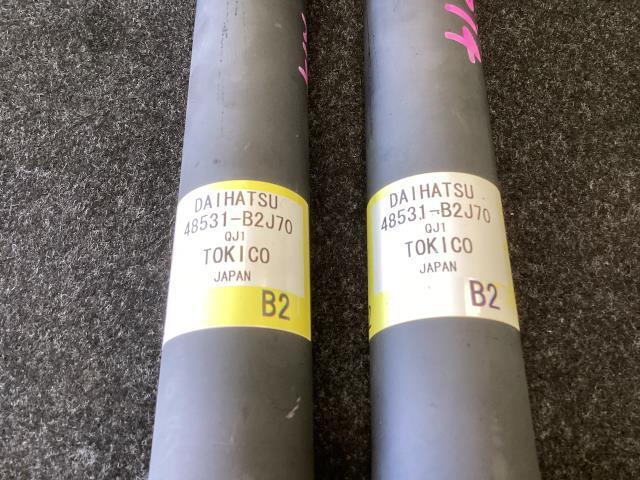 DAIHATSU
48531-B2J70
QJ1
TOKICO
JAPAN
B2
DAIHATSU
48531-B2J70
QJ1
TOKICO
JAPAN
B2